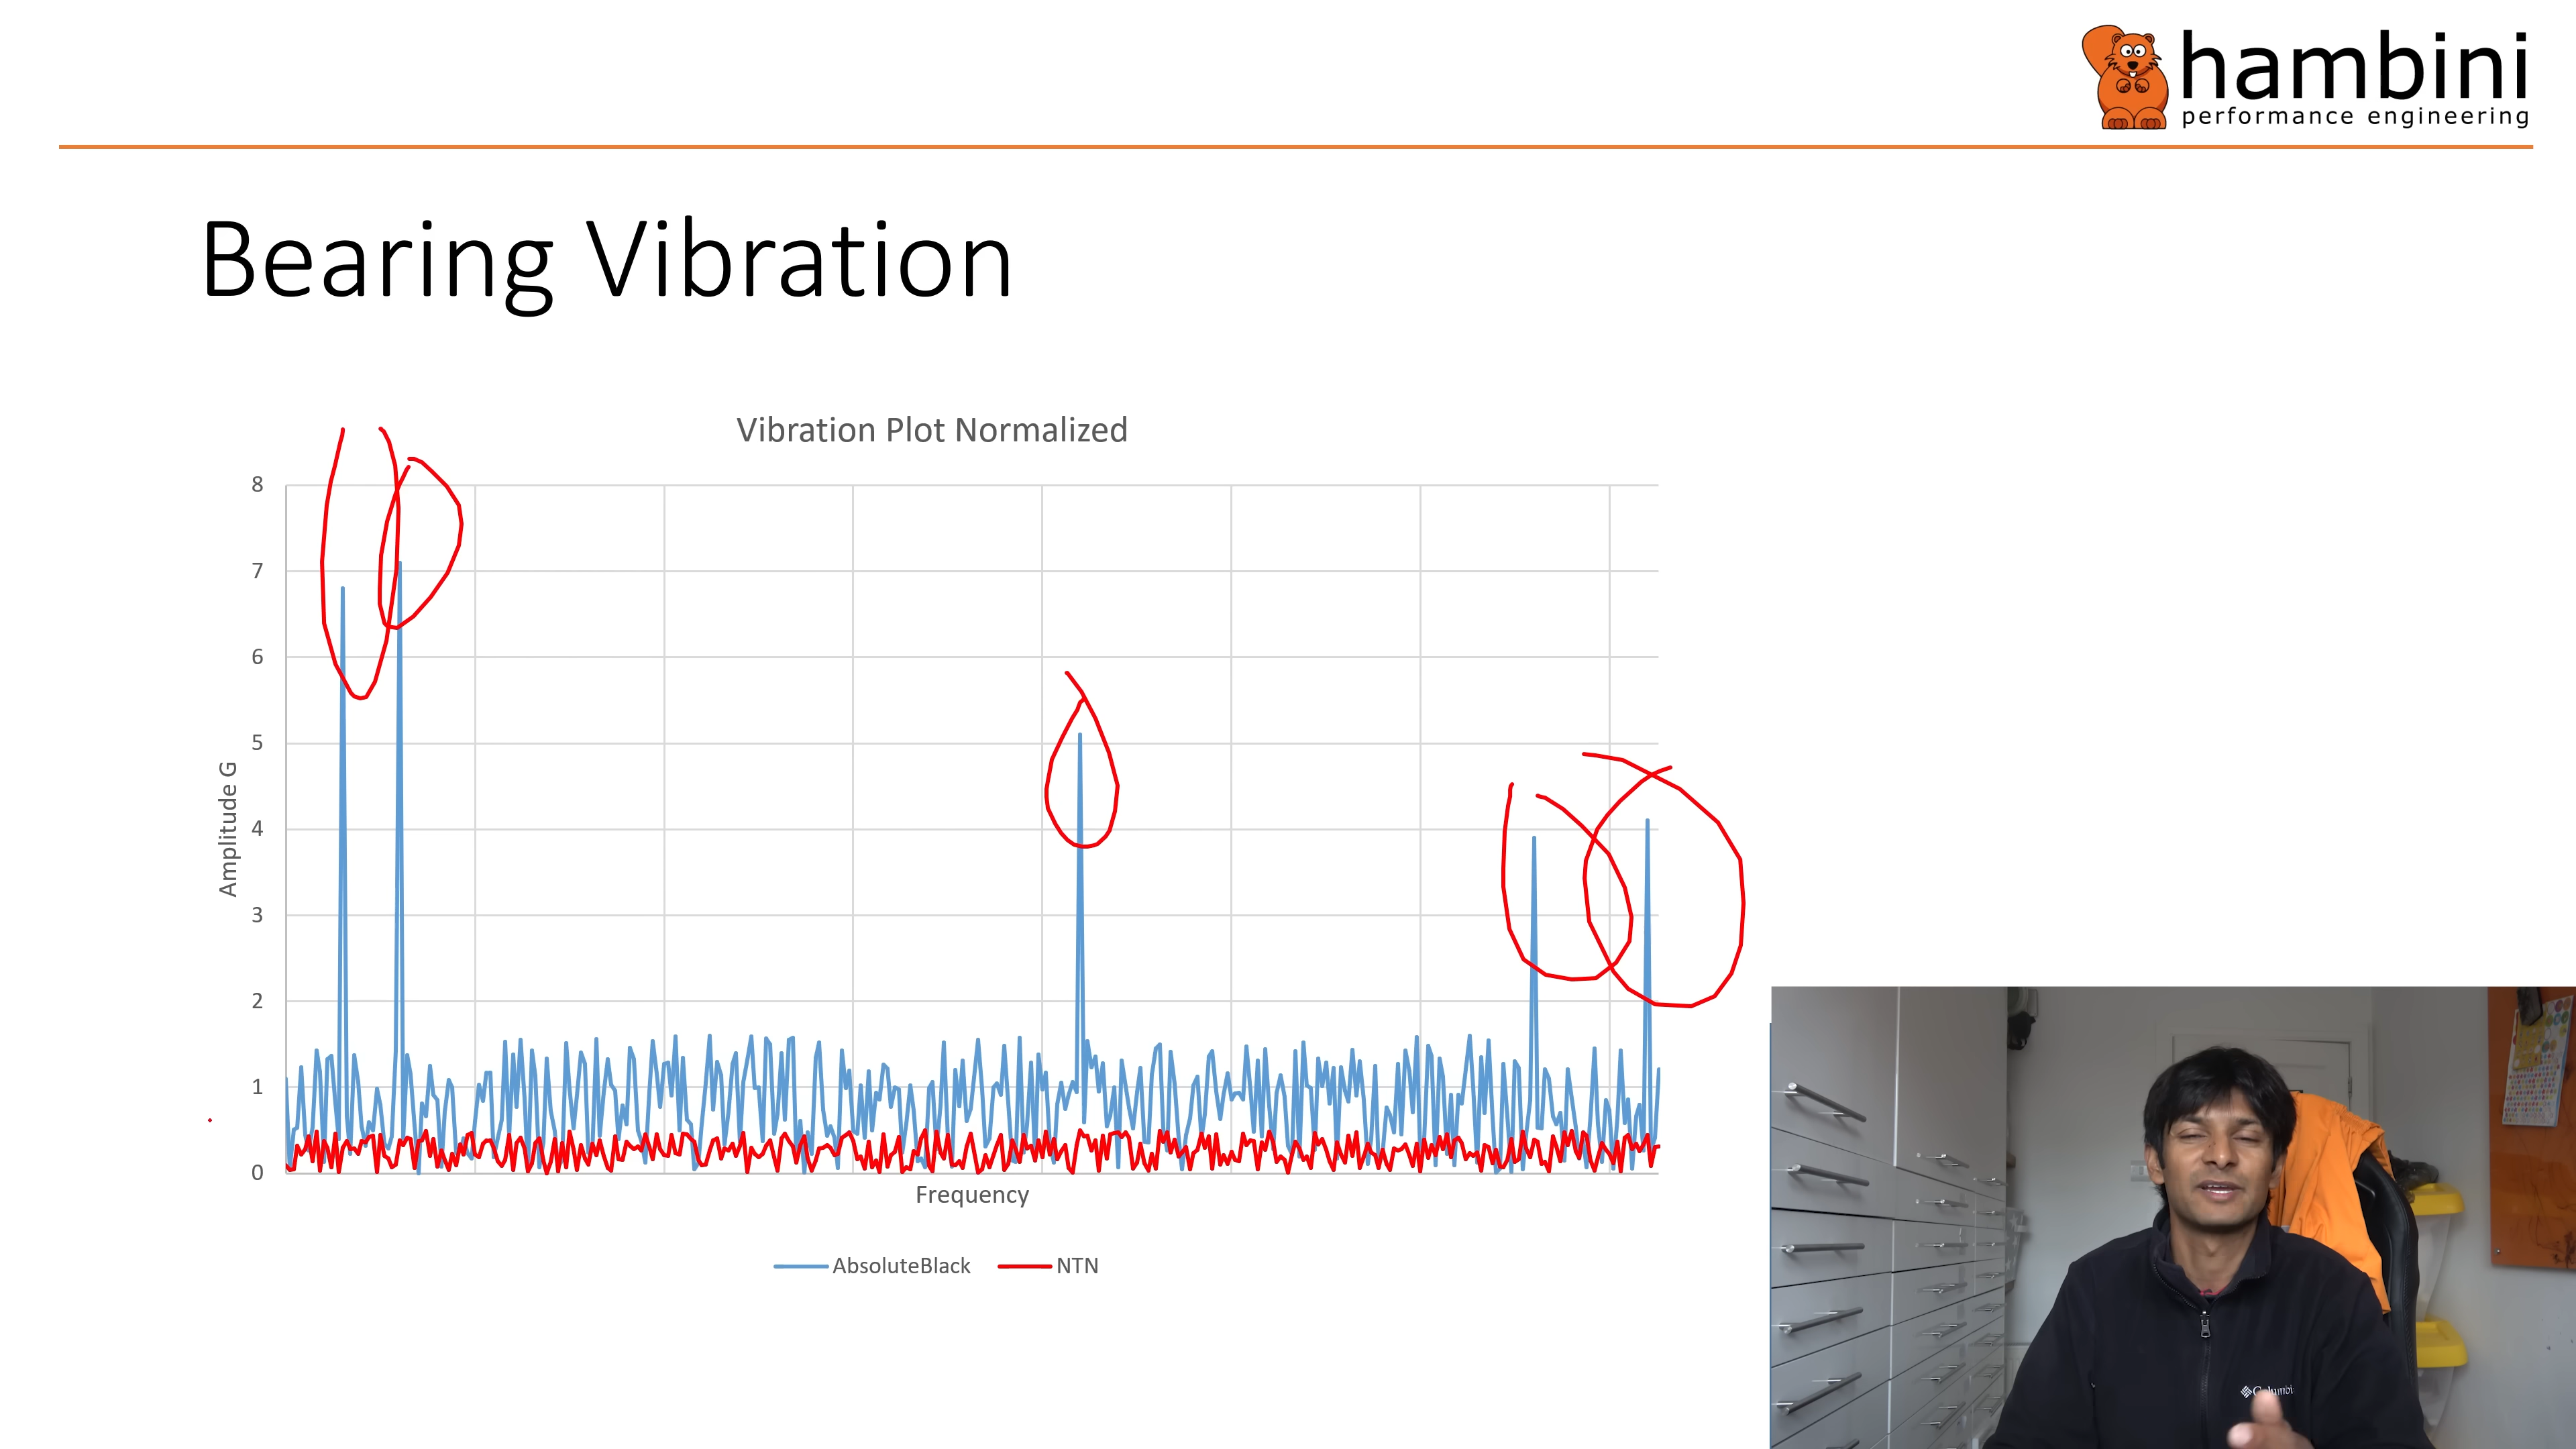 hambini
performance engineering
Bearing Vibration
Vibration Plot Normalized
8
7
6
5
4
3
2
1
0
Amplitude G
Frequency
AbsoluteBlack
NTN